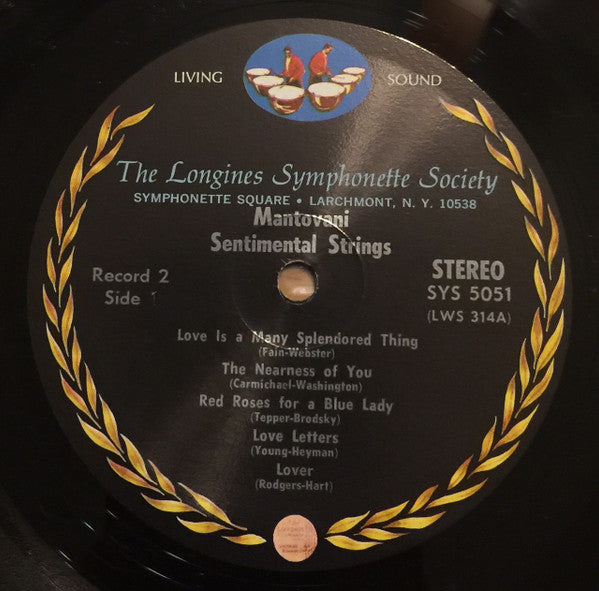 LIVING SOUND
The Longines Symphonette Society
SYMPHONETTE SQUARE • LARCHMONT, N. Y. 10538
Mantovani
Sentimental Strings
Record 2
Side 1
STEREO
SYS 5051
(LWS 314A)
Love Is a Many Splendored Thing
(Fain-Webster)
The Nearness of You
(Carmichael-Washington)
Red Roses for a Blue Lady
(Tepper-Brodsky)
Love Letters
(Young-Heyman)
Lover
(Rodgers-Hart)